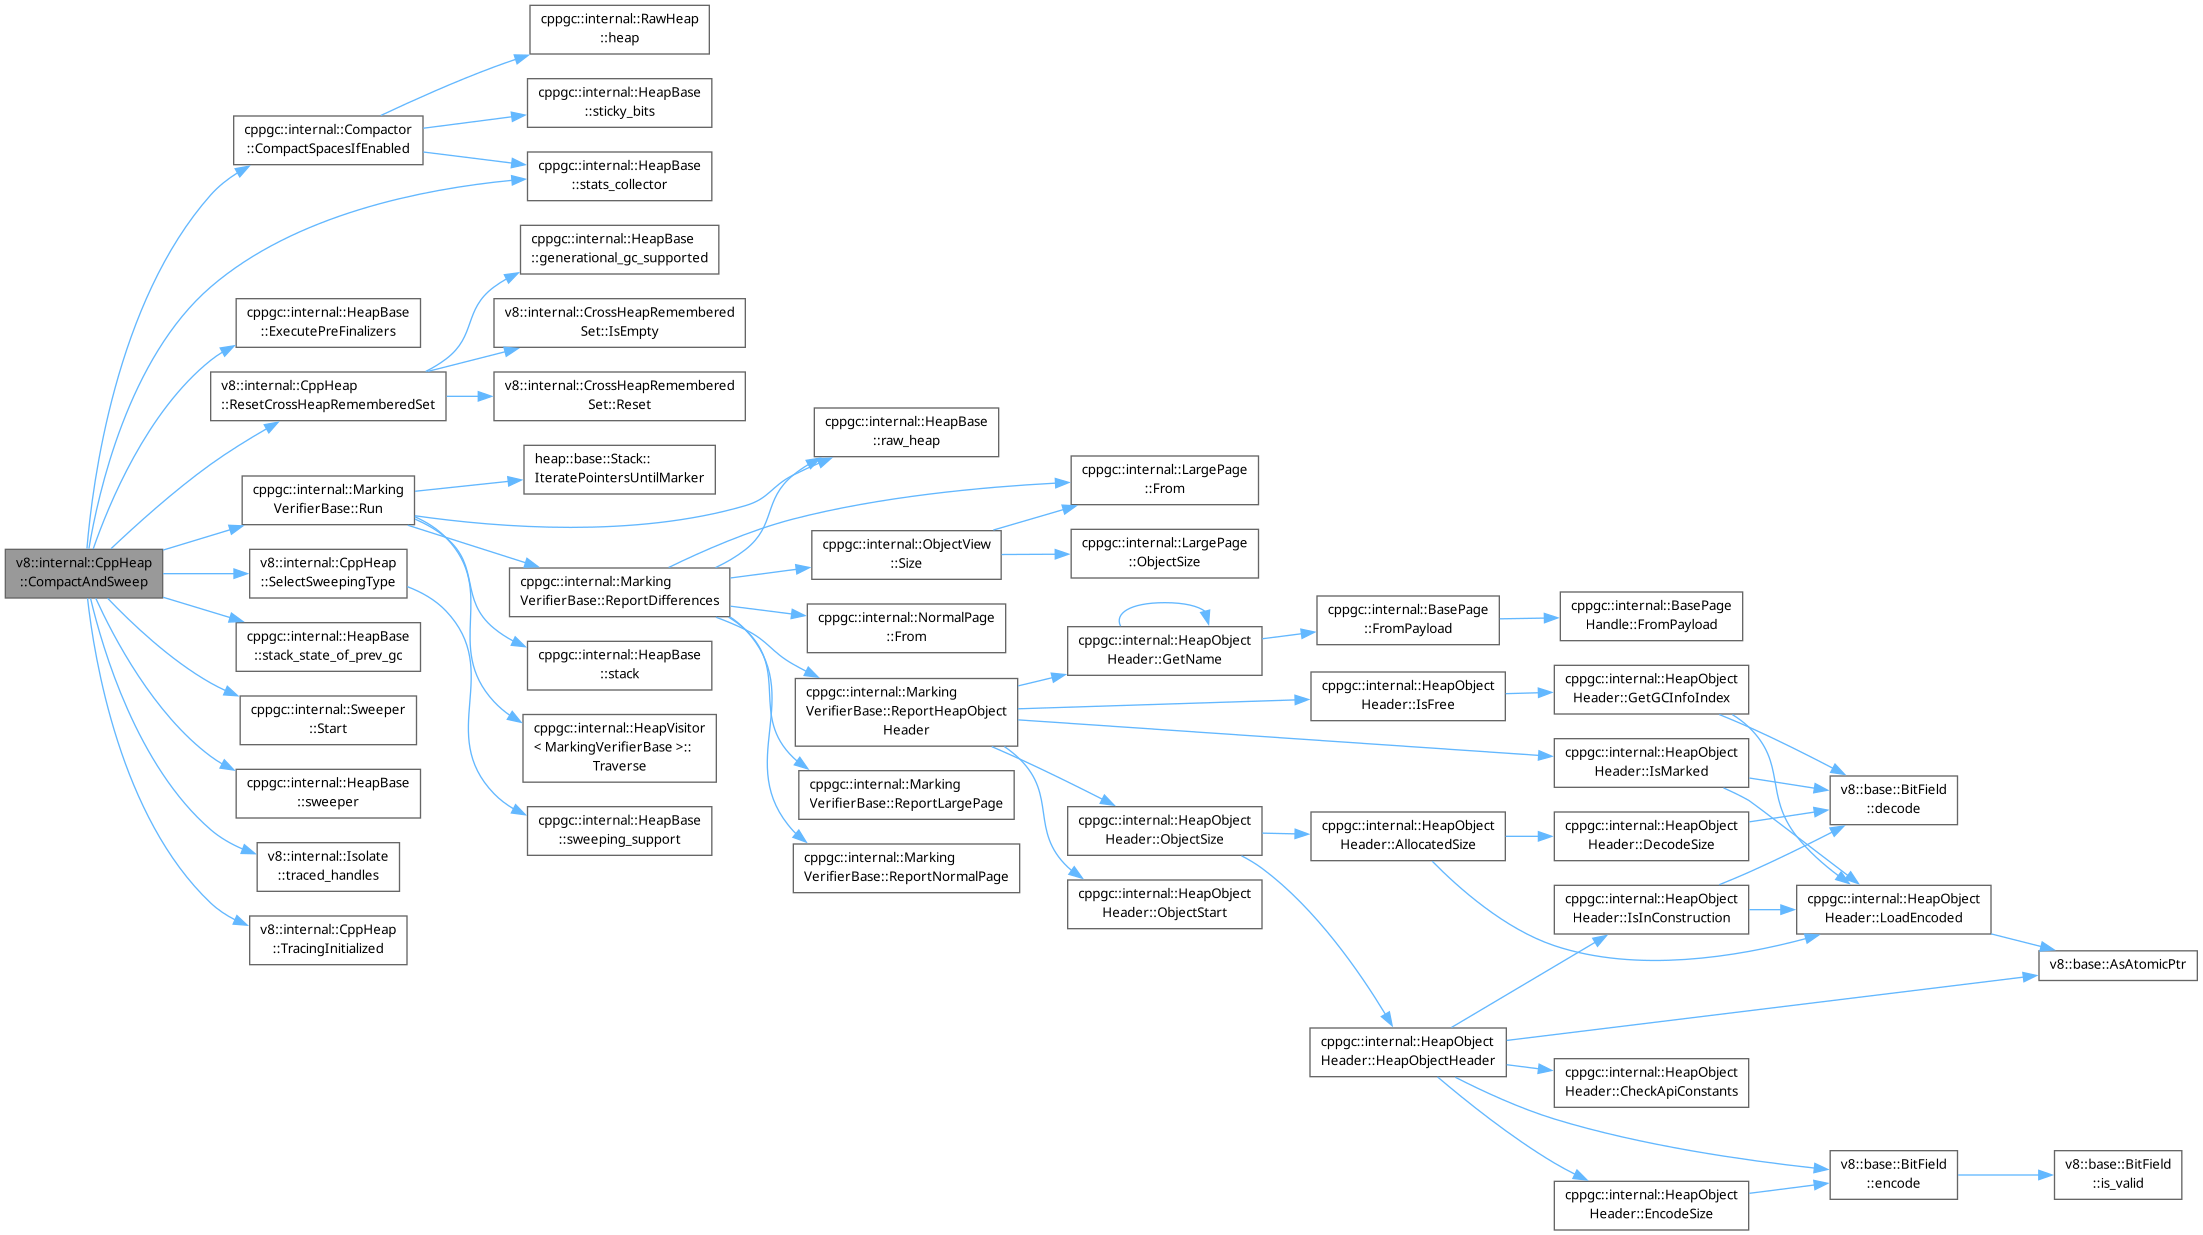 cppgc::internal::RawHeap
::heap
cppgc::internal::HeapBase
::sticky_bits
cppgc::internal::Compactor
::CompactSpacesIfEnabled
cppgc::internal::HeapBase
::stats_collector
cppgc::internal::HeapBase
::generational_gc_supported
cppgc::internal::HeapBase
::ExecutePreFinalizers
v8::internal::CrossHeapRemembered
Set::IsEmpty
v8::internal::CppHeap
::ResetCrossHeapRememberedSet
v8::internal::CrossHeapRemembered
Set::Reset
cppgc::internal::HeapBase
::raw_heap
heap::base::Stack::
IteratePointersUntilMarker
cppgc::internal::Marking
VerifierBase::Run
cppgc::internal::LargePage
::From
v8::internal::CppHeap
::CompactAndSweep
v8::internal::CppHeap
::SelectSweepingType
cppgc::internal::ObjectView
::Size
cppgc::internal::LargePage
::ObjectSize
cppgc::internal::Marking
VerifierBase::ReportDifferences
cppgc::internal::NormalPage
::From
cppgc::internal::BasePage
::FromPayload
cppgc::internal::BasePage
Handle::FromPayload
cppgc::internal::HeapBase
::stack_state_of_prev_gc
cppgc::internal::HeapBase
::stack
cppgc::internal::HeapObject
Header::GetName
cppgc::internal::Marking
VerifierBase::ReportHeapObject
Header
cppgc::internal::HeapObject
Header::IsFree
cppgc::internal::HeapObject
Header::GetGCInfoIndex
cppgc::internal::Sweeper
::Start
cppgc::internal::HeapVisitor
< MarkingVerifierBase >::
Traverse
cppgc::internal::HeapObject
Header::IsMarked
cppgc::internal::HeapBase
::sweeper
cppgc::internal::Marking
VerifierBase::ReportLargePage
v8::base::BitField
::decode
cppgc::internal::HeapBase
::sweeping_support
cppgc::internal::HeapObject
Header::ObjectSize
cppgc::internal::HeapObject
Header::AllocatedSize
cppgc::internal::HeapObject
Header::DecodeSize
v8::internal::Isolate
::traced_handles
cppgc::internal::Marking
VerifierBase::ReportNormalPage
cppgc::internal::HeapObject
Header::ObjectStart
cppgc::internal::HeapObject
Header::IsInConstruction
cppgc::internal::HeapObject
Header::LoadEncoded
v8::internal::CppHeap
::TracingInitialized
v8::base::AsAtomicPtr
cppgc::internal::HeapObject
Header::HeapObjectHeader
cppgc::internal::HeapObject
Header::CheckApiConstants
v8::base::BitField
::encode
v8::base::BitField
::is_valid
cppgc::internal::HeapObject
Header::EncodeSize